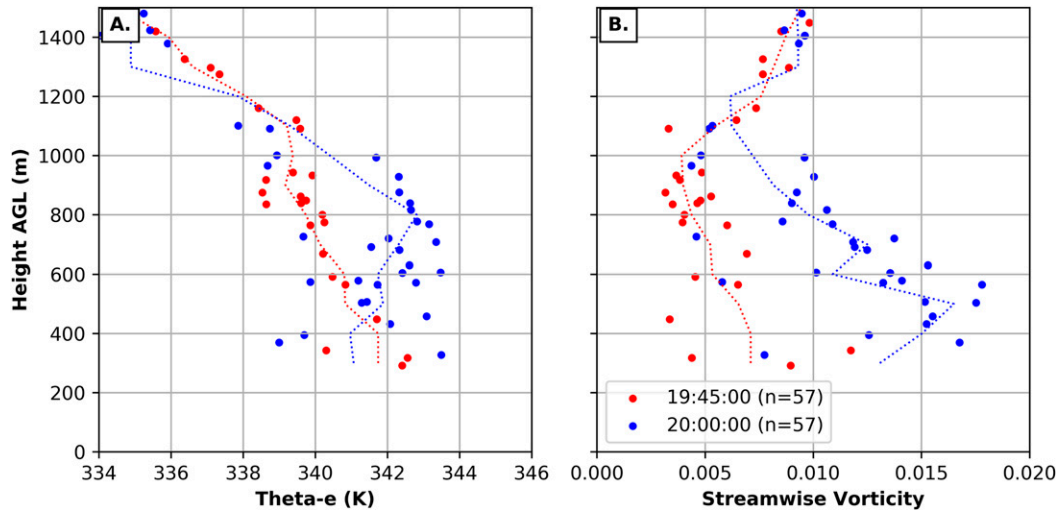 A.
B.
1400
1200
1000
800
600
400
200
0
Height AGL (m)
334
336
338
340
342
344
346
Theta-e (K)
19:45:00 (n=57)
20:00:00 (n=57)
0.000
0.005
0.010
0.015
0.020
Streamwise Vorticity